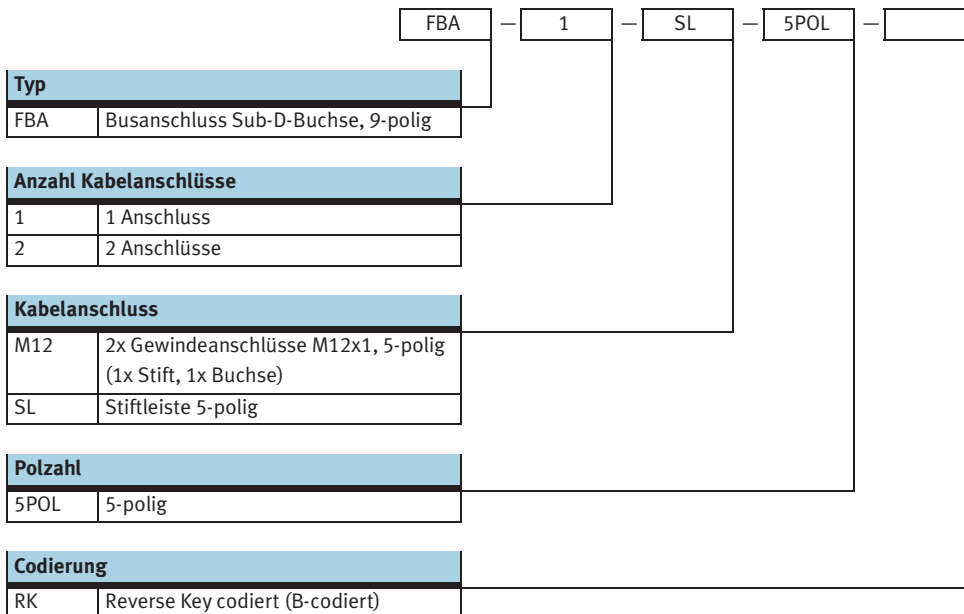 FBA — 1 — SL — 5POL —
Typ
FBA Busanschluss Sub-D-Buchse, 9-polig
Anzahl Kabelanschlüsse
1 1 Anschluss
2 2 Anschlüsse
Kabelanschluss
M12 2x Gewindeanschlüsse M12x1, 5-polig
(1x Stift, 1x Buchse)
SL Stiftleiste 5-polig
Polzahl
5POL 5-polig
Codierung
RK Reverse Key codiert (B-codiert)